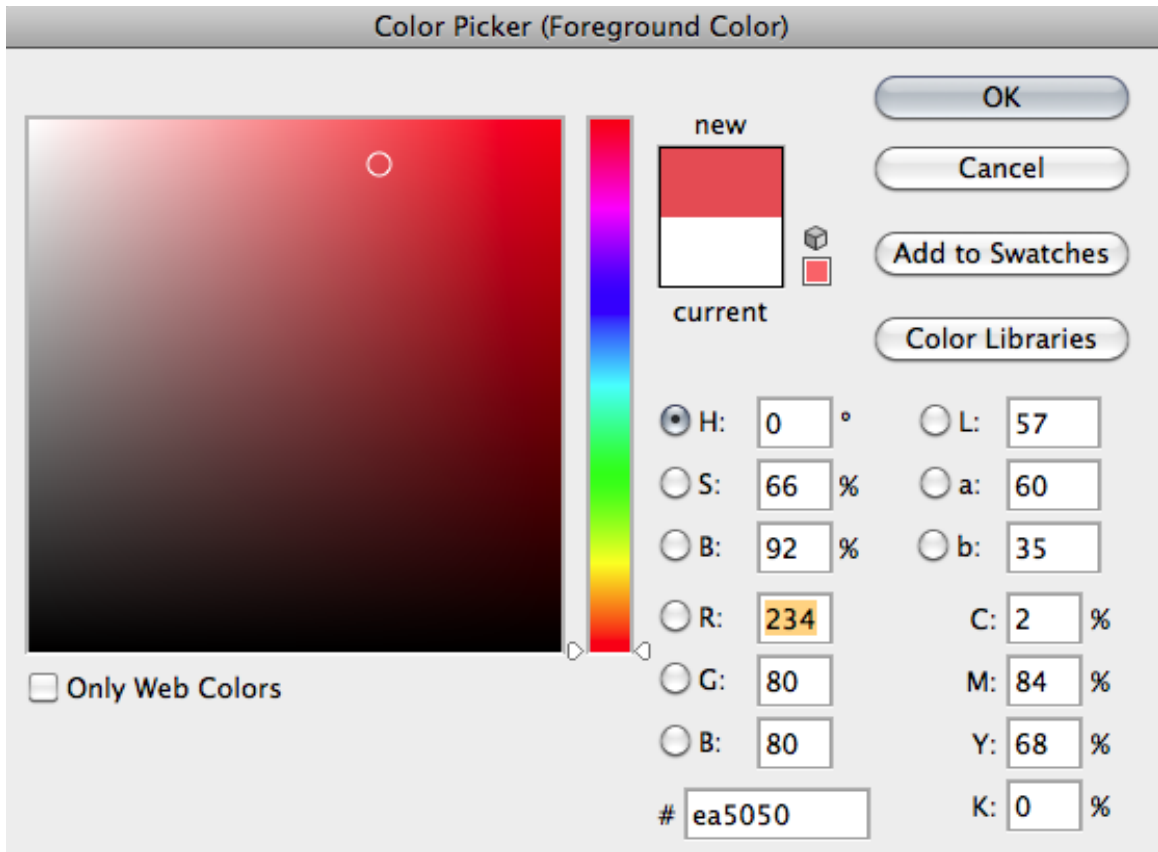 Color Picker (Foreground Color)
new
current
OK
Cancel
Add to Swatches
Color Libraries
H: 0 °
S: 66 %
B: 92 %
R: 234
G: 80
B: 80
# ea5050
L: 57
a: 60
b: 35
C: 2 %
M: 84 %
Y: 68 %
K: 0 %
Only Web Colors